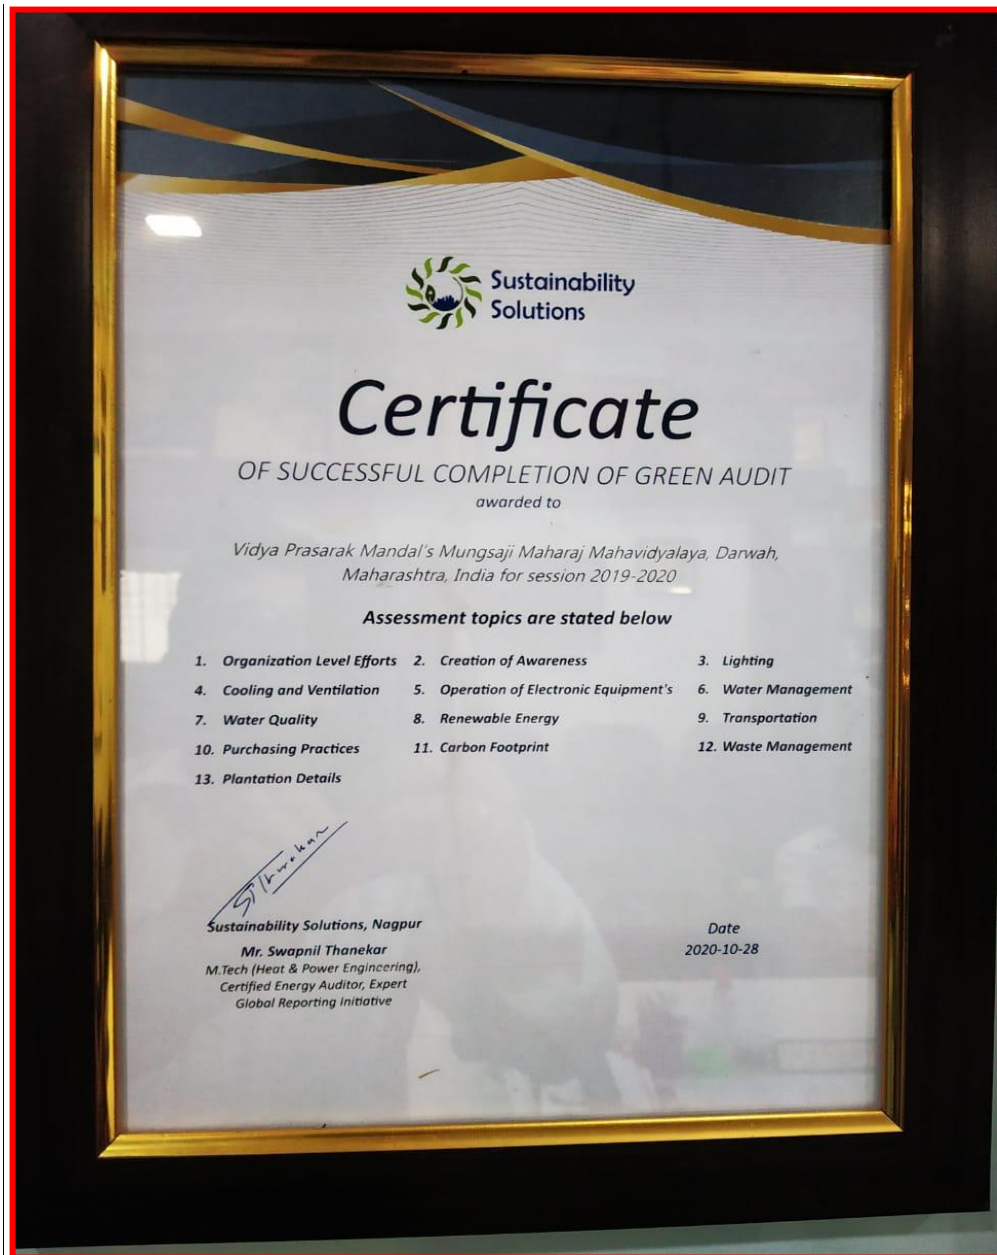 Sustainability
Solutions
Certificate
OF SUCCESSFUL COMPLETION OF GREEN AUDIT
awarded to
Vidya Prasarak Mandal's Mungsaji Maharaj Mahavidyalaya, Darwah,
Maharashtra, India for session 2019-2020
Assessment topics are stated below
1. Organization Level Efforts 2. Creation of Awareness 3. Lighting
4. Cooling and Ventilation 5. Operation of Electronic Equipment's 6. Water Management
7. Water Quality 8. Renewable Energy 9. Transportation
10. Purchasing Practices 11. Carbon Footprint 12. Waste Management
13. Plantation Details
Sustainability Solutions, Nagpur
Mr. Swapnil Thanekar
M.Tech (Heat & Power Engineering),
Certified Energy Auditor, Expert
Global Reporting Initiative
Date
2020-10-28